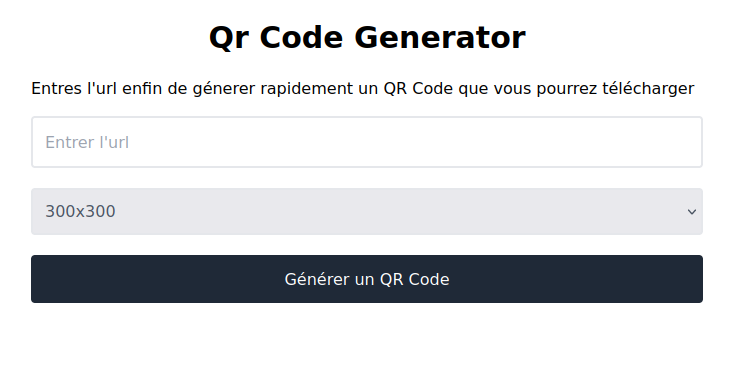 Qr Code Generator
Entres l'url enfin de génerer rapidement un QR Code que vous pourrez télécharger
Entrer l'url
300x300
Générer un QR Code